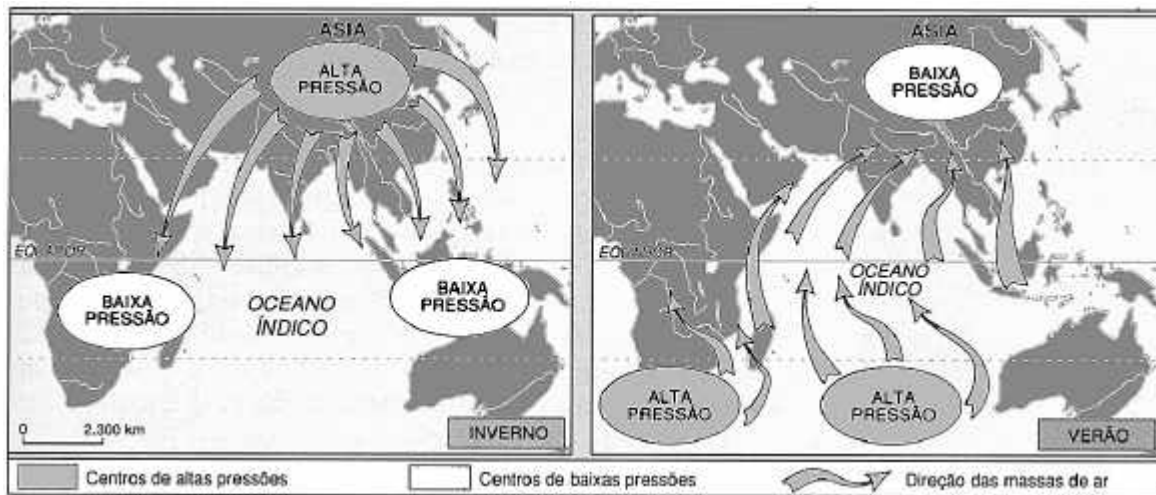 ÁSIA
ALTA
PRESSÃO
EQUADOR
BAIXA
PRESSÃO
OCEANO
ÍNDICO
BAIXA
PRESSÃO
0 2.300 km
INVERNO
ÁSIA
BAIXA
PRESSÃO
EQUADOR
OCEANO
ÍNDICO
ALTA
PRESSÃO
ALTA
PRESSÃO
VERÃO
Centros de altas pressões
Centros de baixas pressões
Direção das massas de ar